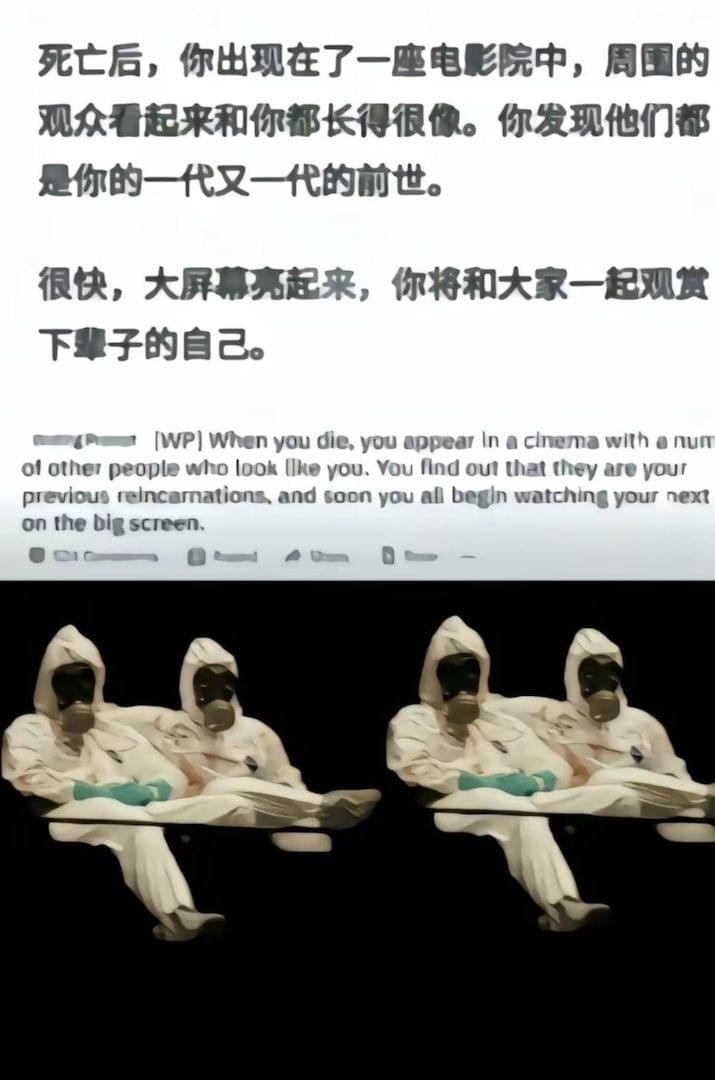 死亡后，你出现在了一座电影院中，周围的
观众看起来和你都长得很像。你发现他们都
是你的一代又一代的前世。
很快，大屏幕亮起来，你将和大家一起观赏
下辈子的自己。
[WP] When you die, you appear in a cinema with a num
of other people who look like you. You find out that they are your
previous reincarnations, and soon you all begin watching your next
on the big screen.